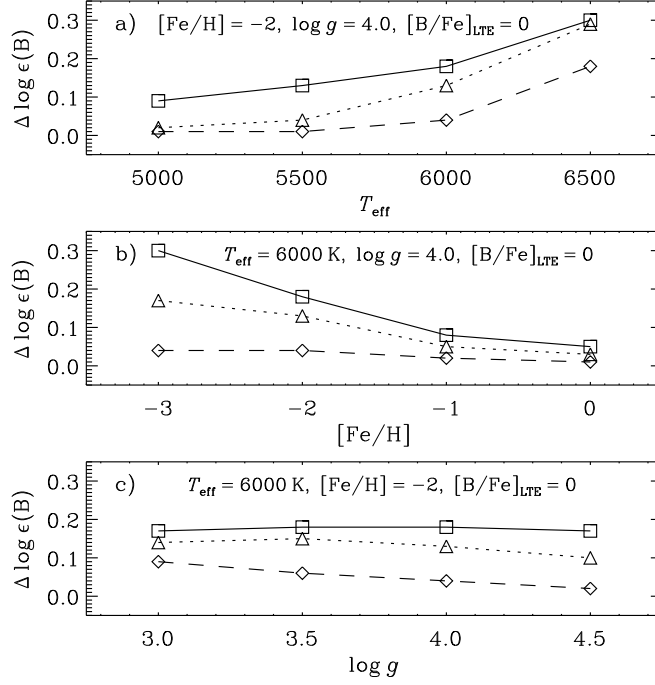 a) [Fe/H] = −2, log g = 4.0, [B/Fe]LTE = 0
Δ log ϵ(B)
0.3
0.2
0.1
0.0
5000 5500 6000 6500
Teff
b) Teff = 6000 K, log g = 4.0, [B/Fe]LTE = 0
Δ log ϵ(B)
0.3
0.2
0.1
0.0
−3 −2 −1 0
[Fe/H]
c) Teff = 6000 K, [Fe/H] = −2, [B/Fe]LTE = 0
Δ log ϵ(B)
0.3
0.2
0.1
0.0
3.0 3.5 4.0 4.5
log g